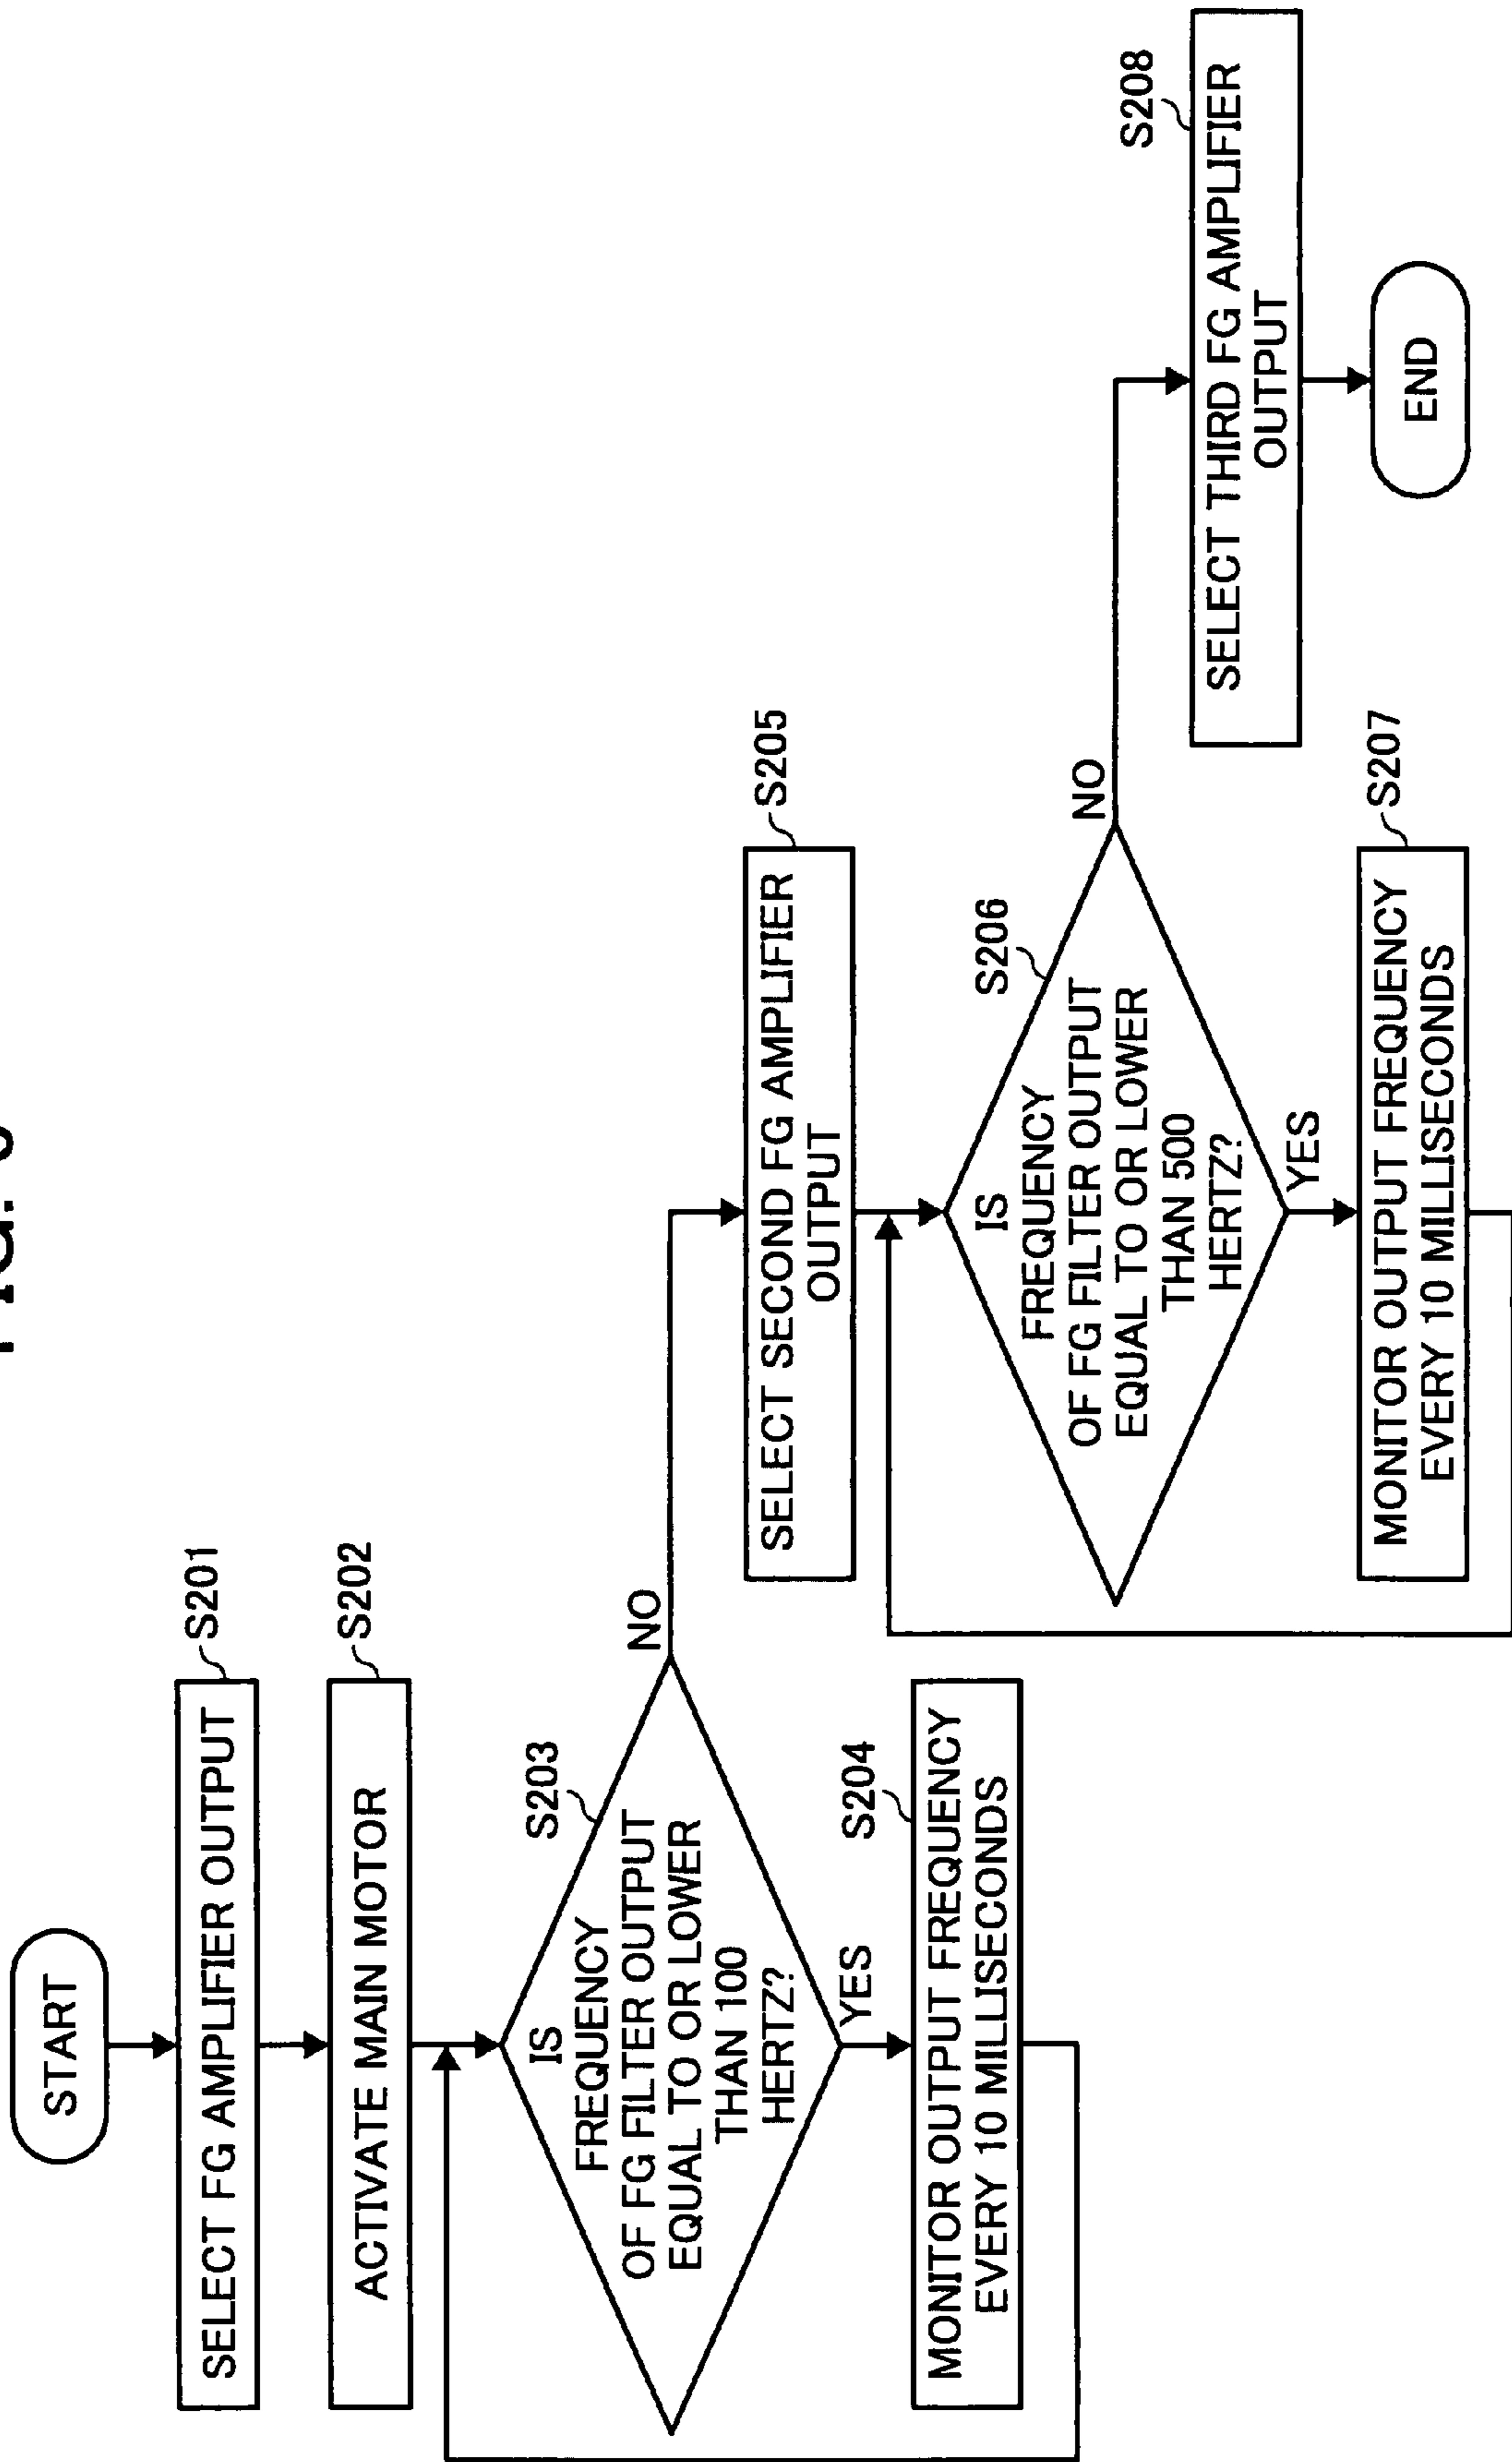 START
SELECT FG AMPLIFIER OUTPUT
S201
ACTIVATE MAIN MOTOR
S202
IS
FREQUENCY
OF FG FILTER OUTPUT
EQUAL TO OR LOWER
THAN 100
HERTZ?
S203
NO
YES
MONITOR OUTPUT FREQUENCY
EVERY 10 MILLISECONDS
S204
SELECT SECOND FG AMPLIFIER
OUTPUT
S205
IS
FREQUENCY
OF FG FILTER OUTPUT
EQUAL TO OR LOWER
THAN 500
HERTZ?
S206
NO
YES
MONITOR OUTPUT FREQUENCY
EVERY 10 MILLISECONDS
S207
SELECT THIRD FG AMPLIFIER
OUTPUT
S208
END